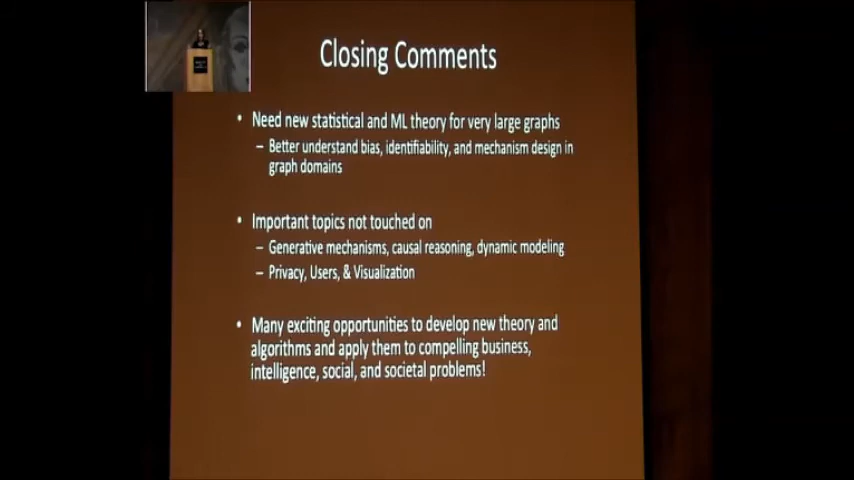 Closing Comments
• Need new statistical and ML theory for very large graphs
– Better understand bias, identifiability, and mechanism design in
graph domains
• Important topics not touched on
– Generative mechanisms, causal reasoning, dynamic modeling
– Privacy, Users, & Visualization
• Many exciting opportunities to develop new theory and
algorithms and apply them to compelling business,
intelligence, social, and societal problems!